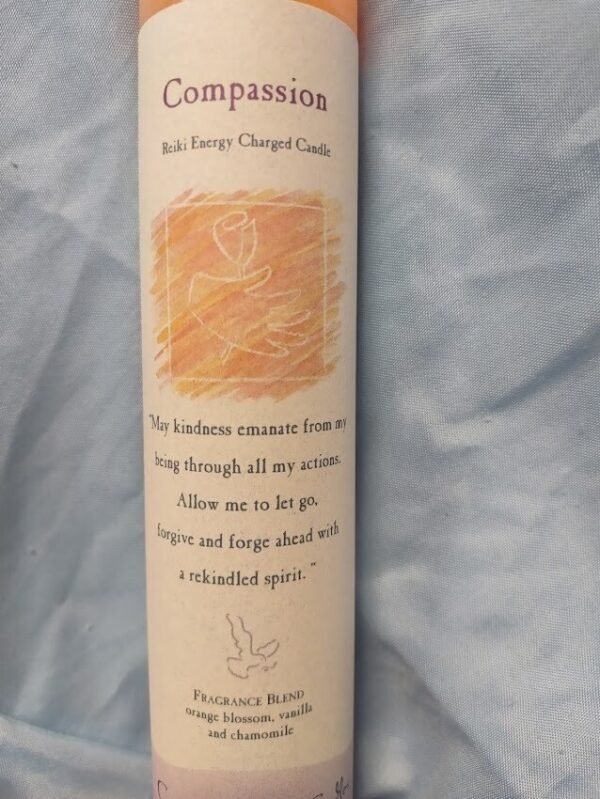 Compassion
Reiki Energy Charged Candle
"May kindness emanate from my
being through all my actions.
Allow me to let go,
forgive and forge ahead with
a rekindled spirit."
FRAGRANCE BLEND
orange blossom, vanilla
and chamomile